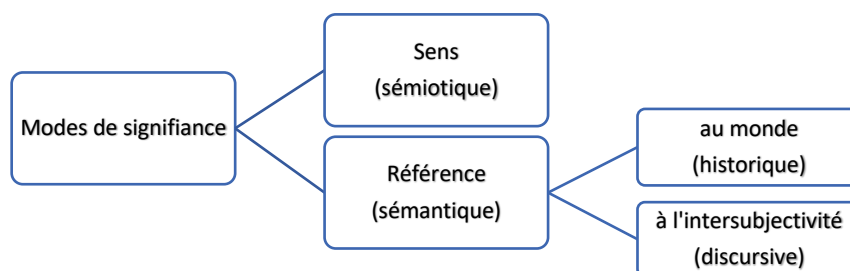 Modes de signifiance
Sens
(sémiotique)
Référence
(sémantique)
au monde
(historique)
à l'intersubjectivité
(discursive)